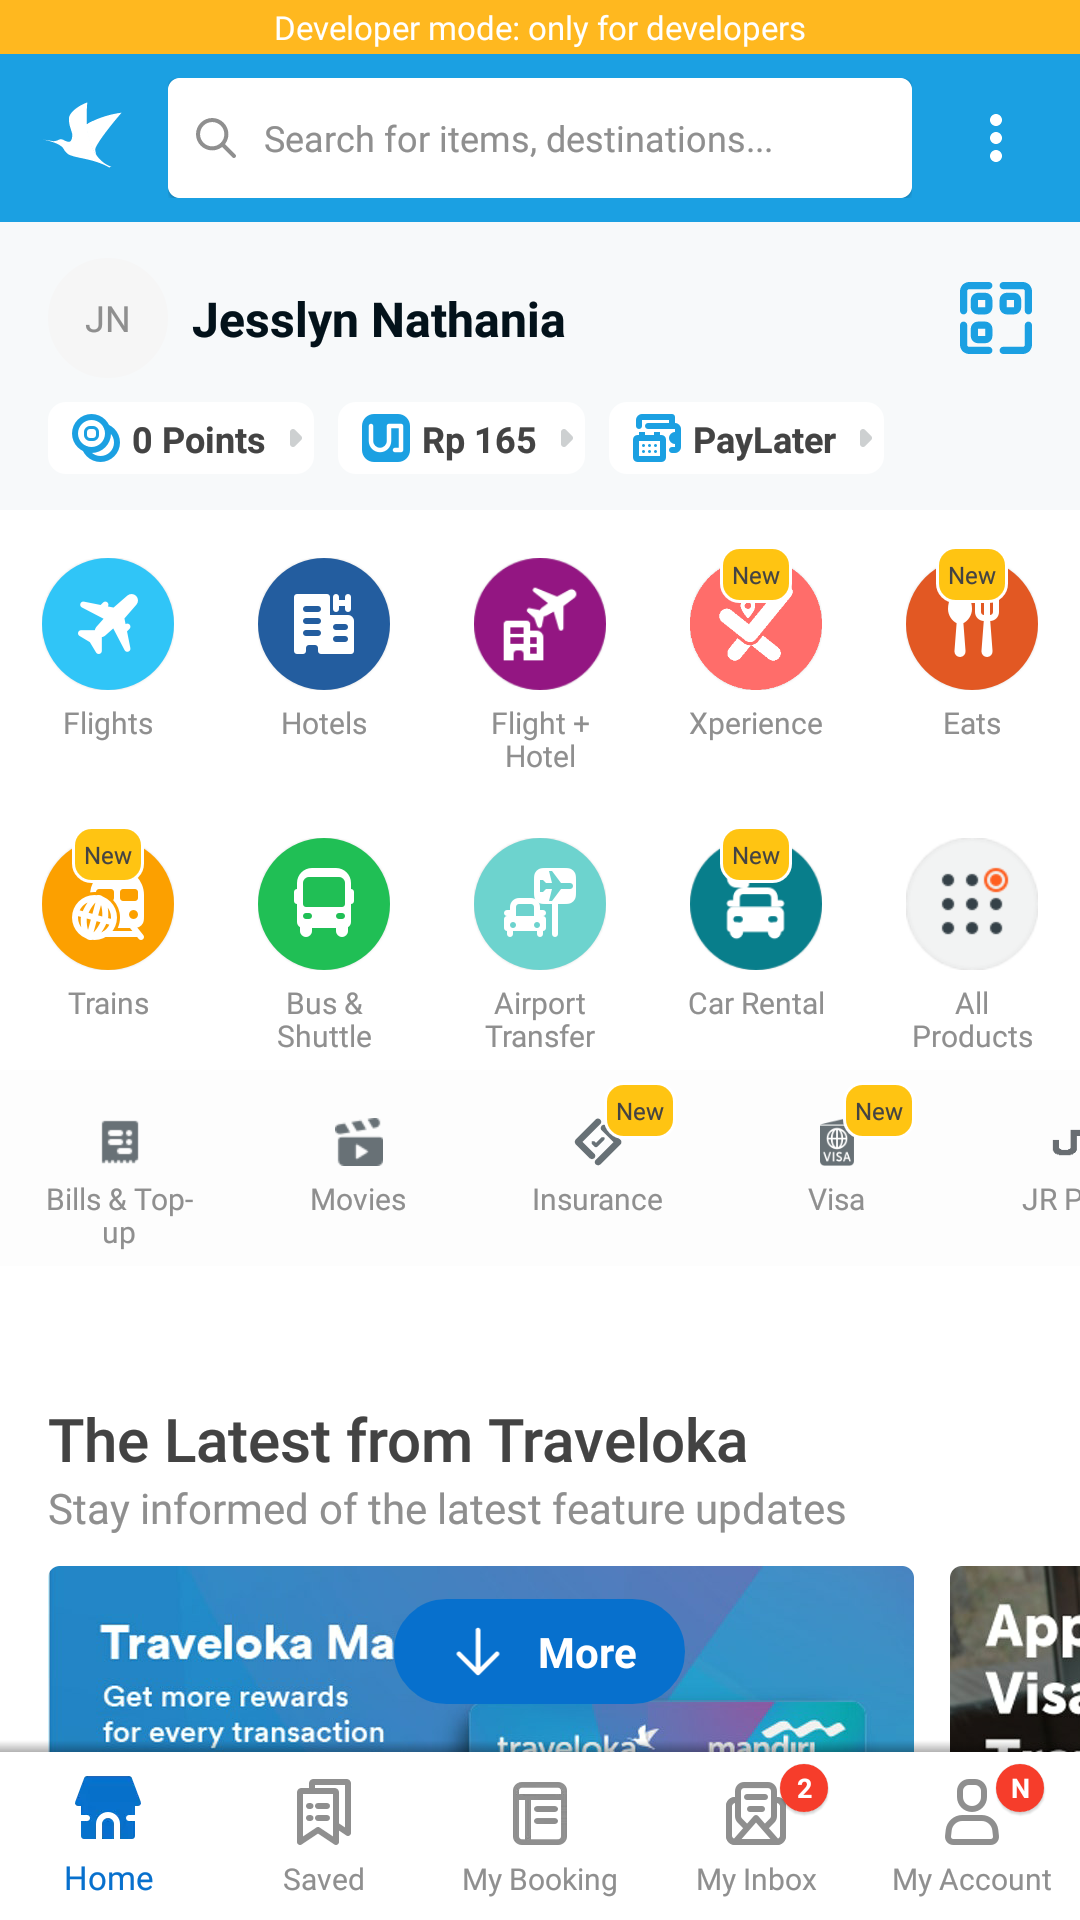 Developer mode: only for developers
Search for items, destinations...
JN
Jesslyn Nathania
0 Points
Rp 165
PayLater
New
New
Flights
Hotels
Flight +
Hotel
Xperience
Eats
New
New
Trains
Bus &
Shuttle
Airport
Transfer
Car Rental
All
Products
New
New
VISA
Bills & Top-
up
Movies
Insurance
Visa
JR P
The Latest from Traveloka
Stay informed of the latest feature updates
Traveloka Ma
Get more rewards
for every transaction
More
traveloka
mandiri
App
Visa
2
N
Home
Saved
My Booking
My Inbox
My Account